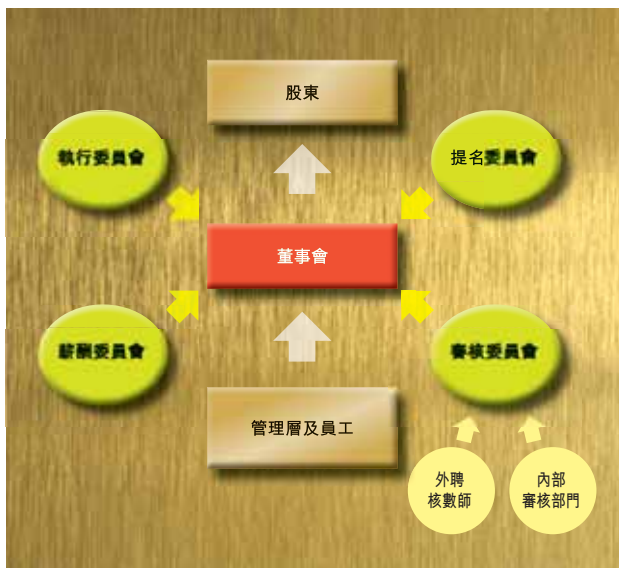 股東
執行委員會
提名委員會
董事會
薪酬委員會
審核委員會
管理層及員工
外聘
核數師
內部
審核部門